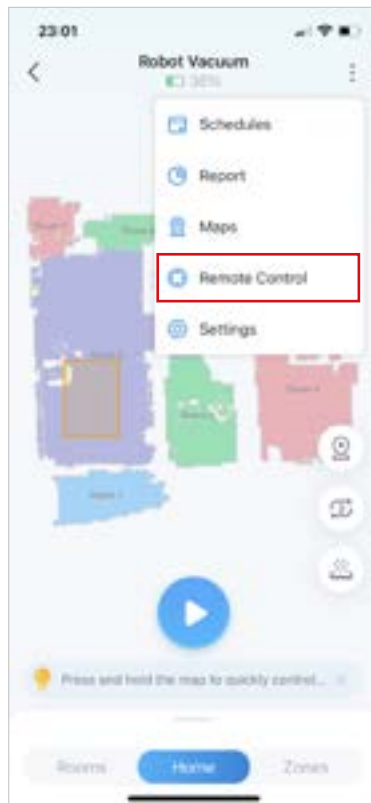 23:01
Robot Vacuum
36%
Schedules
Report
Maps
Remote Control
Settings
Press and hold the map to quickly control...
Rooms
Home
Zones